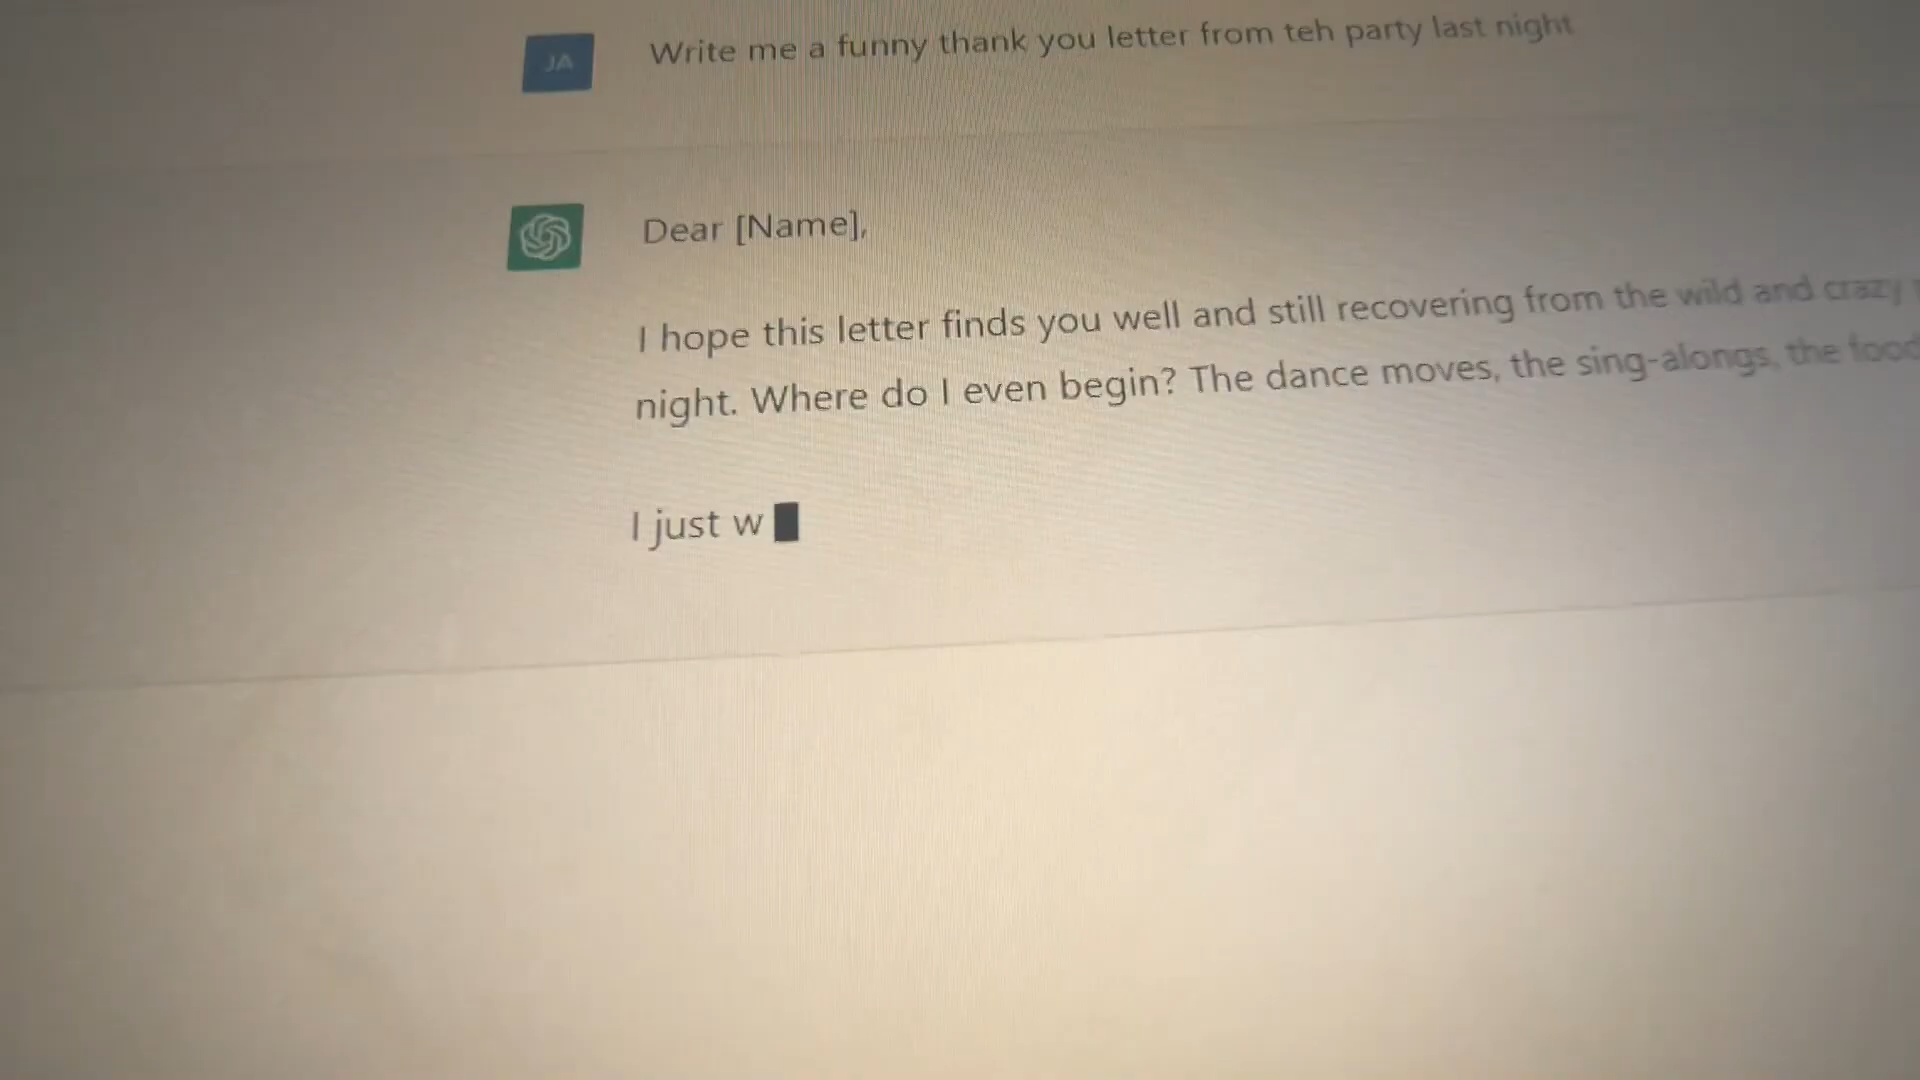 JA
Write me a funny thank you letter from teh party last night
Dear [Name],
I hope this letter finds you well and still recovering from the wild and crazy
night. Where do I even begin? The dance moves, the sing-alongs, the food
I just w